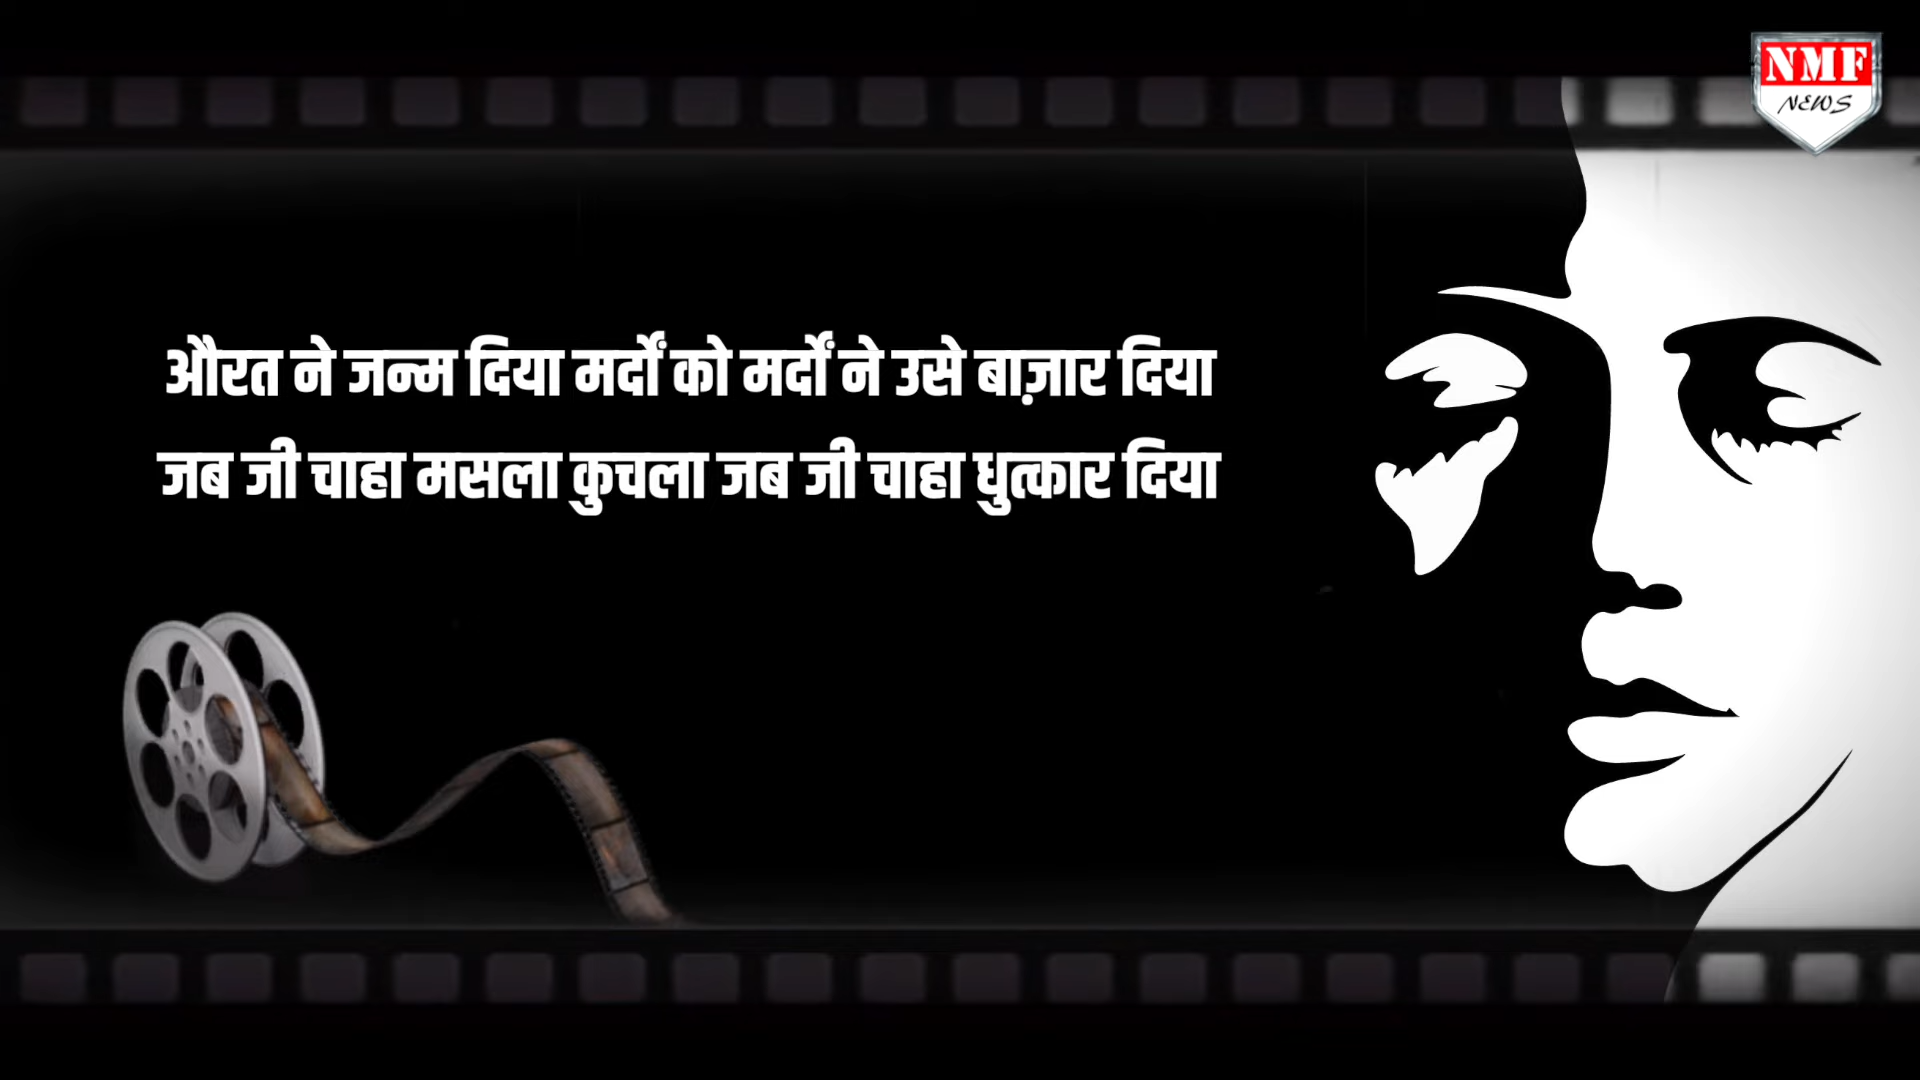 NMF
NEWS
औरत ने जन्म दिया मर्दों को मर्दों ने उसे बाज़ार दिया
जब जी चाहा मसला कुचला जब जी चाहा धुत्कार दिया